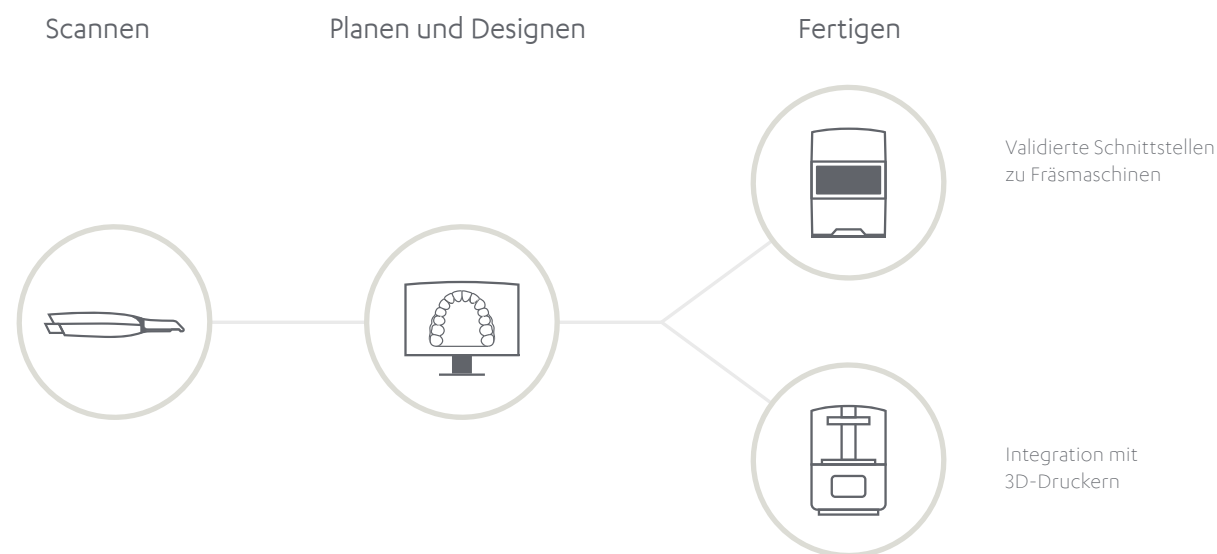 Scannen
Planen und Designen
Fertigen
Validierte Schnittstellen
zu Fräsmaschinen
Integration mit
3D-Druckern